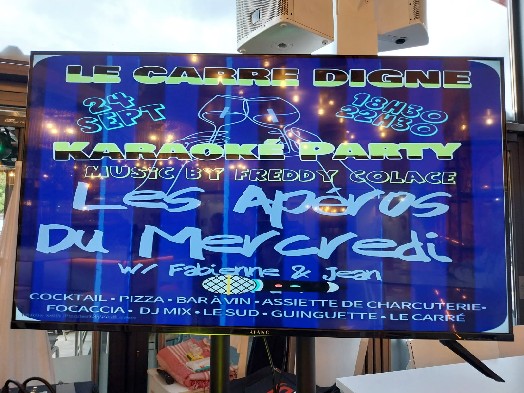 LE CARRE DIGNE
24 SEPT
18H30
22H30
KARAOKÉ PARTY
MUSIC BY FREDDY COLACE
Les Apéros
Du Mercredi
w/ Fabienne & Jean
COCKTAIL • PIZZA • BAR À VIN • ASSIETTE DE CHARCUTERIE •
FOCACCIA • DJ MIX • LE SUD • GUINGUETTE • LE CARRÉ